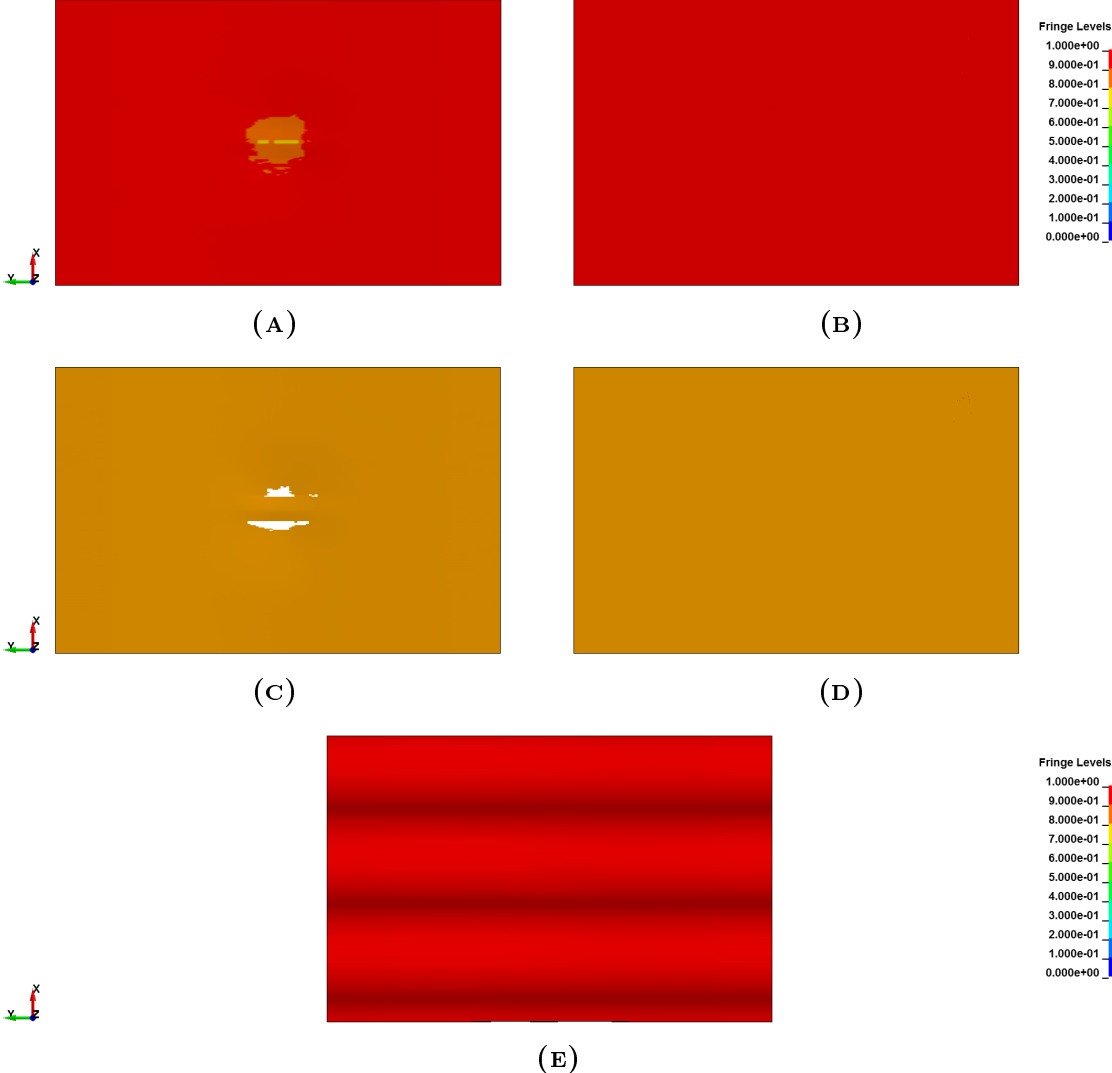 Fringe Levels
1.000e+00
9.000e-01
8.000e-01
7.000e-01
6.000e-01
5.000e-01
4.000e-01
3.000e-01
2.000e-01
1.000e-01
0.000e+00
X
Y
Z
(A)
(B)
X
Y
Z
(C)
(D)
Fringe Levels
1.000e+00
9.000e-01
8.000e-01
7.000e-01
6.000e-01
5.000e-01
4.000e-01
3.000e-01
2.000e-01
1.000e-01
0.000e+00
X
Y
Z
(E)